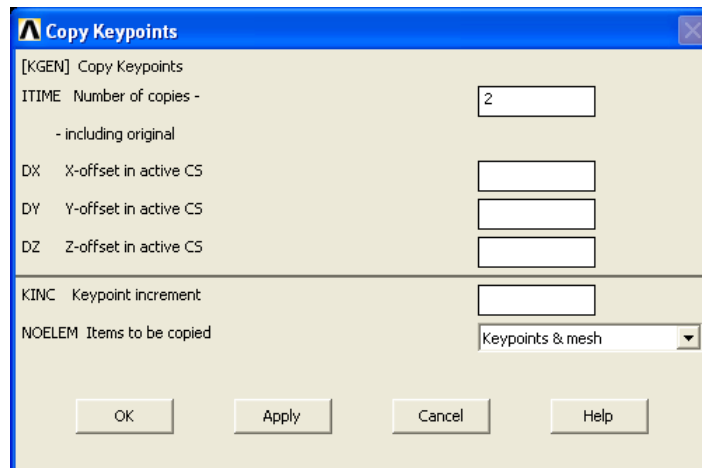 Copy Keypoints
[KGEN] Copy Keypoints
ITIME Number of copies - 2
- including original
DX X-offset in active CS
DY Y-offset in active CS
DZ Z-offset in active CS
KINC Keypoint increment
NOELEM Items to be copied Keypoints & mesh
OK Apply Cancel Help